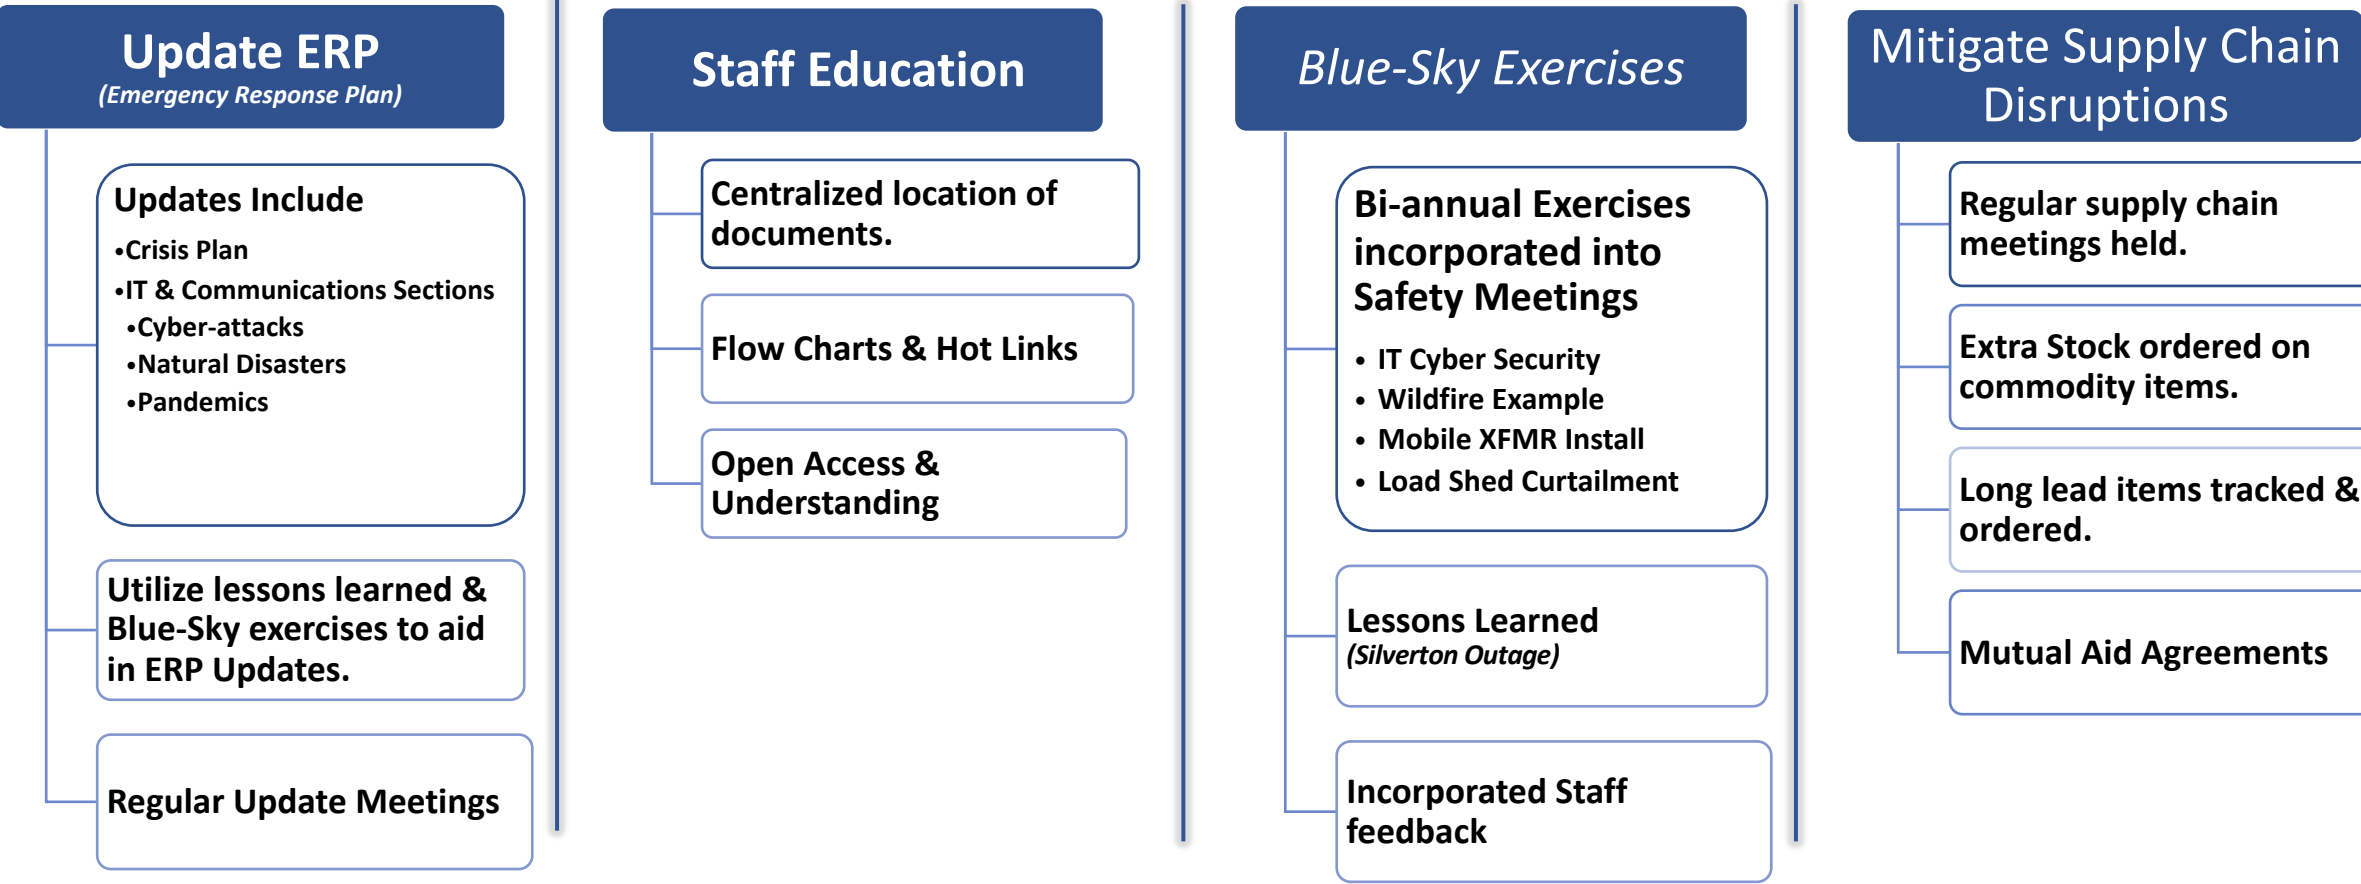 Update ERP
(Emergency Response Plan)
Updates Include
•Crisis Plan
•IT & Communications Sections
•Cyber-attacks
•Natural Disasters
•Pandemics
Utilize lessons learned &
Blue-Sky exercises to aid
in ERP Updates.
Regular Update Meetings
Staff Education
Centralized location of
documents.
Flow Charts & Hot Links
Open Access &
Understanding
Blue-Sky Exercises
Bi-annual Exercises
incorporated into
Safety Meetings
• IT Cyber Security
• Wildfire Example
• Mobile XFMR Install
• Load Shed Curtailment
Lessons Learned
(Silverton Outage)
Incorporated Staff
feedback
Mitigate Supply Chain
Disruptions
Regular supply chain
meetings held.
Extra Stock ordered on
commodity items.
Long lead items tracked &
ordered.
Mutual Aid Agreements